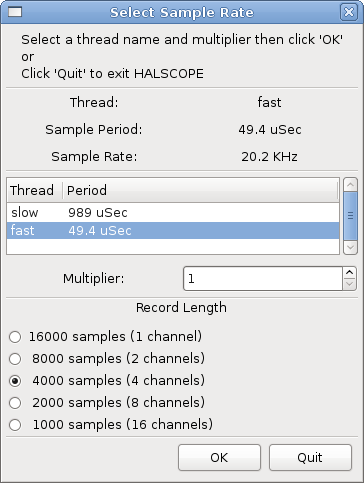 Select Sample Rate
Select a thread name and multiplier then click 'OK'
or
Click 'Quit' to exit HALSCOPE
Thread: fast
Sample Period: 49.4 uSec
Sample Rate: 20.2 KHz
Thread Period
slow 989 uSec
fast 49.4 uSec
Multiplier: 1
Record Length
16000 samples (1 channel)
8000 samples (2 channels)
4000 samples (4 channels)
2000 samples (8 channels)
1000 samples (16 channels)
OK Quit